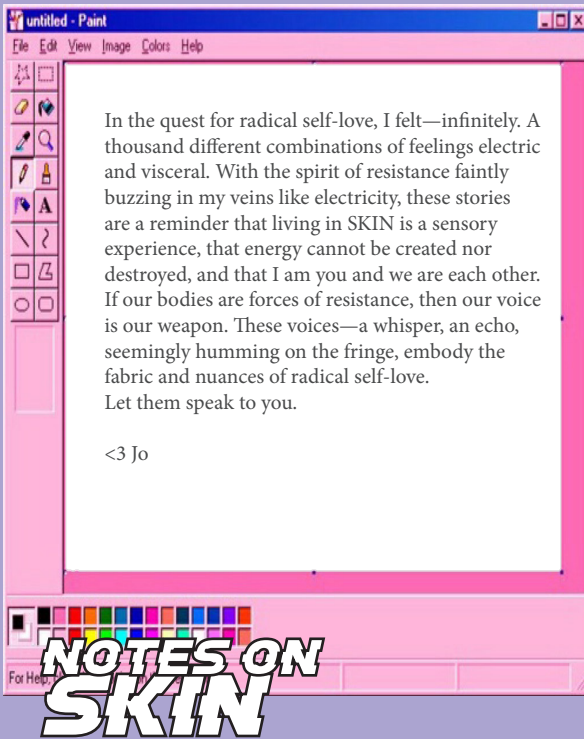 untitled - Paint
File Edit View Image Colors Help
A
In the quest for radical self-love, I felt—infinitely. A
thousand different combinations of feelings electric
and visceral. With the spirit of resistance faintly
buzzing in my veins like electricity, these stories
are a reminder that living in SKIN is a sensory
experience, that energy cannot be created nor
destroyed, and that I am you and we are each other.
If our bodies are forces of resistance, then our voice
is our weapon. These voices—a whisper, an echo,
seemingly humming on the fringe, embody the
fabric and nuances of radical self-love.
Let them speak to you.
<3 Jo
For Help,
NOTES ON
SKIN